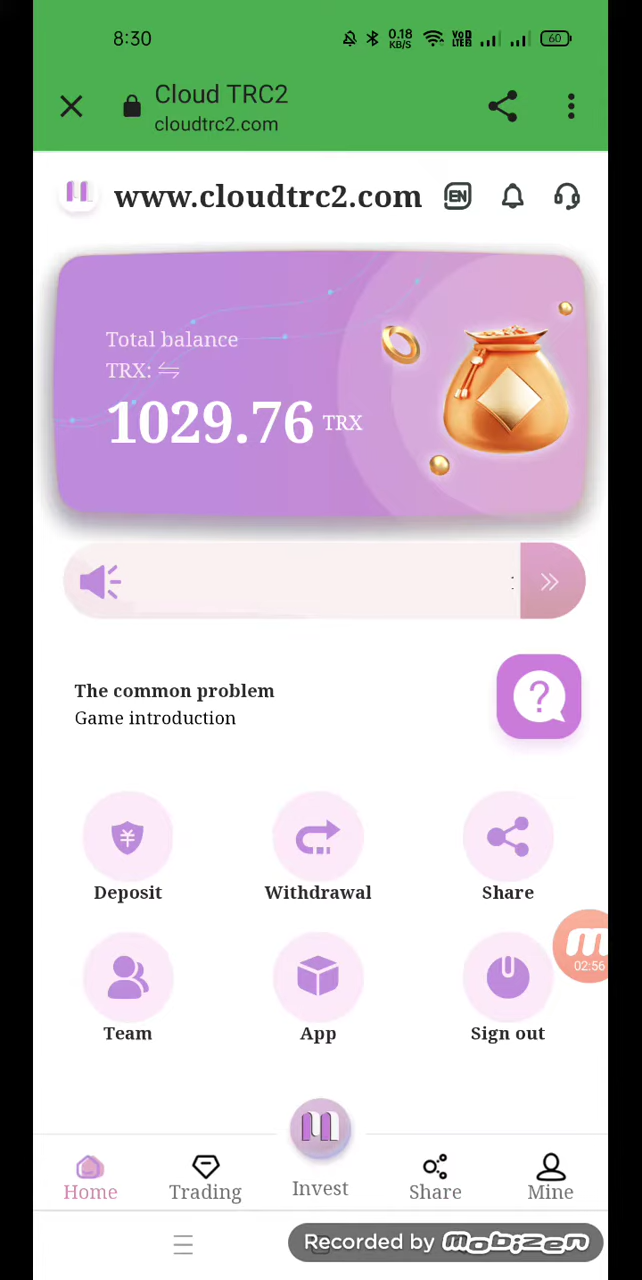 8:30
0.18
KB/S
VoD
LTE2
60
Cloud TRC2
cloudtrc2.com
www.cloudtrc2.com
EN
Total balance
TRX:
1029.76 TRX
The common problem
Game introduction
?
¥
Deposit
Withdrawal
Share
02:56
Team
App
Sign out
Home
Trading
Invest
Share
Mine
Recorded by mobizen